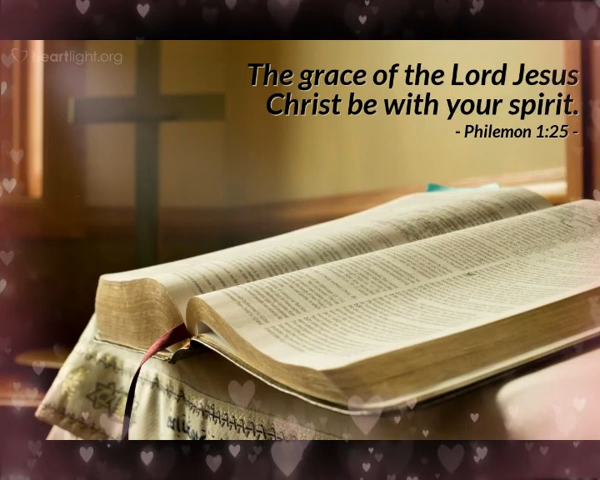 heartlight.org
The grace of the Lord Jesus
Christ be with your spirit.
- Philemon 1:25 -